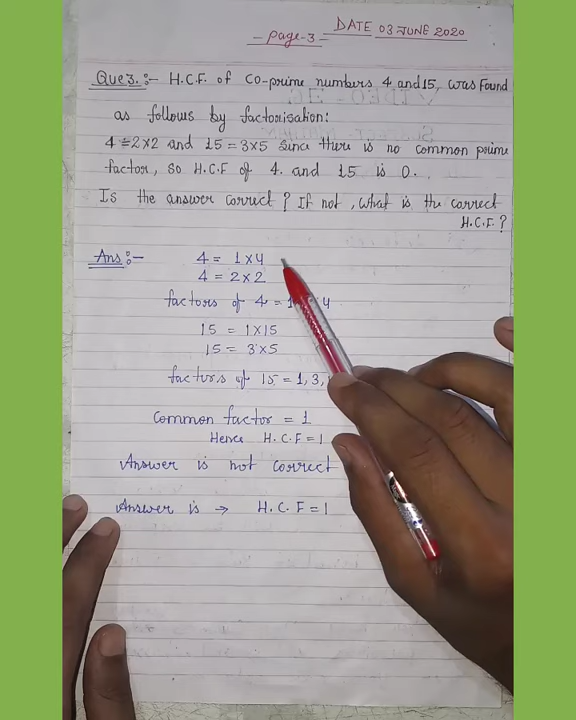 - page-3 -
DATE 03 JUNE 2020
Que 3.:- H.C.F. of Co-prime numbers 4 and 15, was found
as follows by factorisation:
4 = 2×2 and 15 = 3×5 since there is no common prime
factor, so H.C.F of 4 and 15 is 0.
Is the answer correct? If not, what is the correct
H.C.F.?
Ans:- 4 = 1×4
4 = 2×2
factors of 4 = 1 4
15 = 1×15
15 = 3×5
factors of 15 = 1, 3,
Common factor = 1
Hence H.C.F = 1
Answer is not correct
Answer is → H.C.F = 1